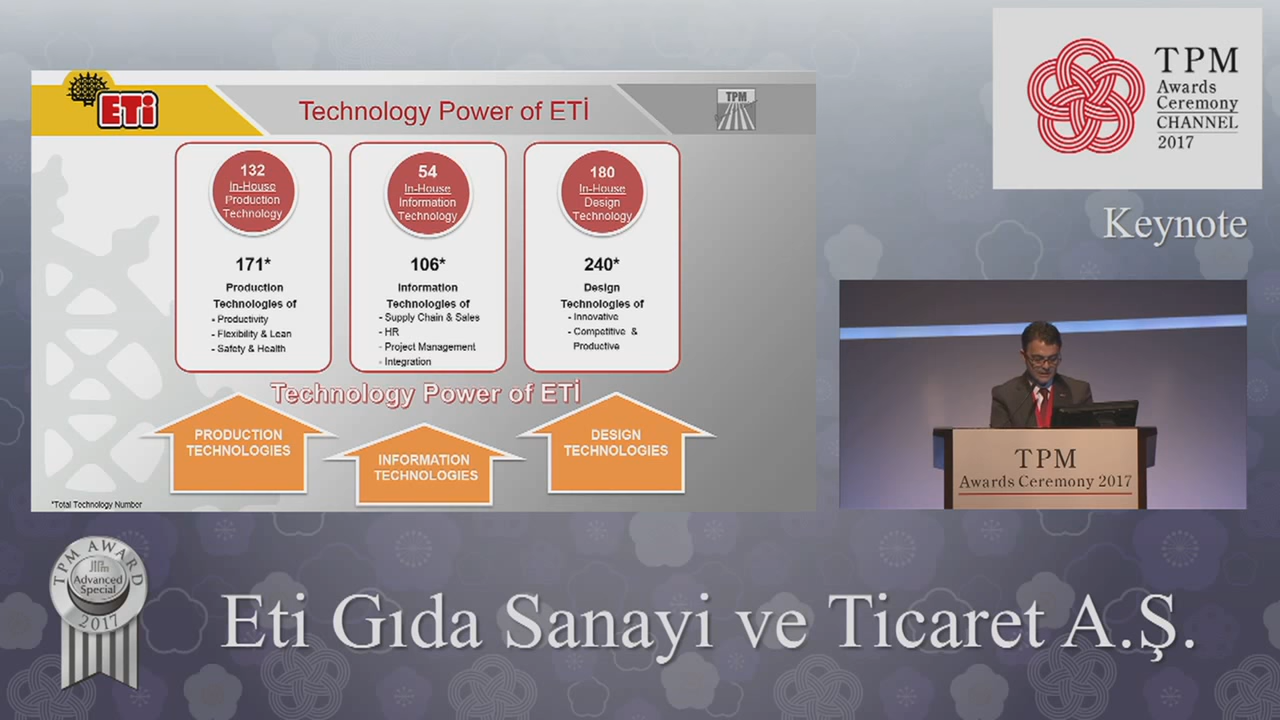 ETi
Technology Power of ETİ
TPM
132
In-House
Production
Technology
171*
Production
Technologies of
- Productivity
- Flexibility & Lean
- Safety & Health
54
In-House
Information
Technology
106*
Information
Technologies of
- Supply Chain & Sales
- HR
- Project Management
- Integration
180
In-House
Design
Technology
240*
Design
Technologies of
- Innovative
- Competitive &
Productive
Technology Power of ETİ
PRODUCTION
TECHNOLOGIES
INFORMATION
TECHNOLOGIES
DESIGN
TECHNOLOGIES
*Total Technology Number
TPM
Awards
Ceremony
CHANNEL
2017
Keynote
TPM
Awards Ceremony 2017
TPM AWARD
JIPM
Advanced
Special
2017
Eti Gıda Sanayi ve Ticaret A.Ş.